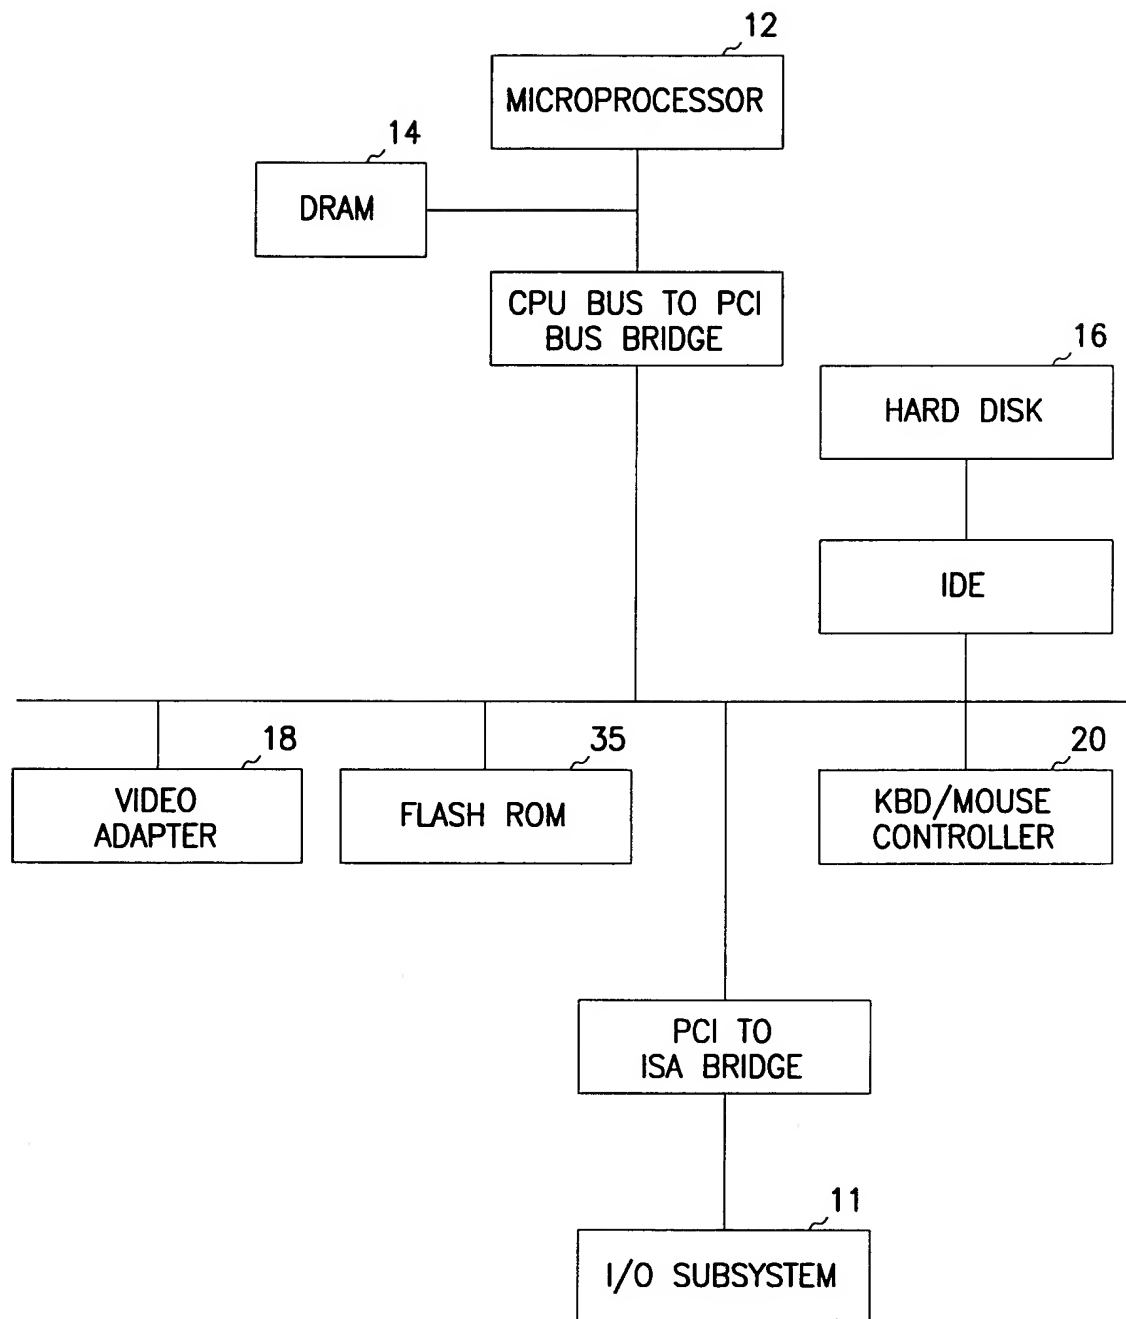 12
MICROPROCESSOR
14
DRAM
CPU BUS TO PCI
BUS BRIDGE
16
HARD DISK
IDE
18
VIDEO
ADAPTER
35
FLASH ROM
20
KBD/MOUSE
CONTROLLER
PCI TO
ISA BRIDGE
11
I/O SUBSYSTEM